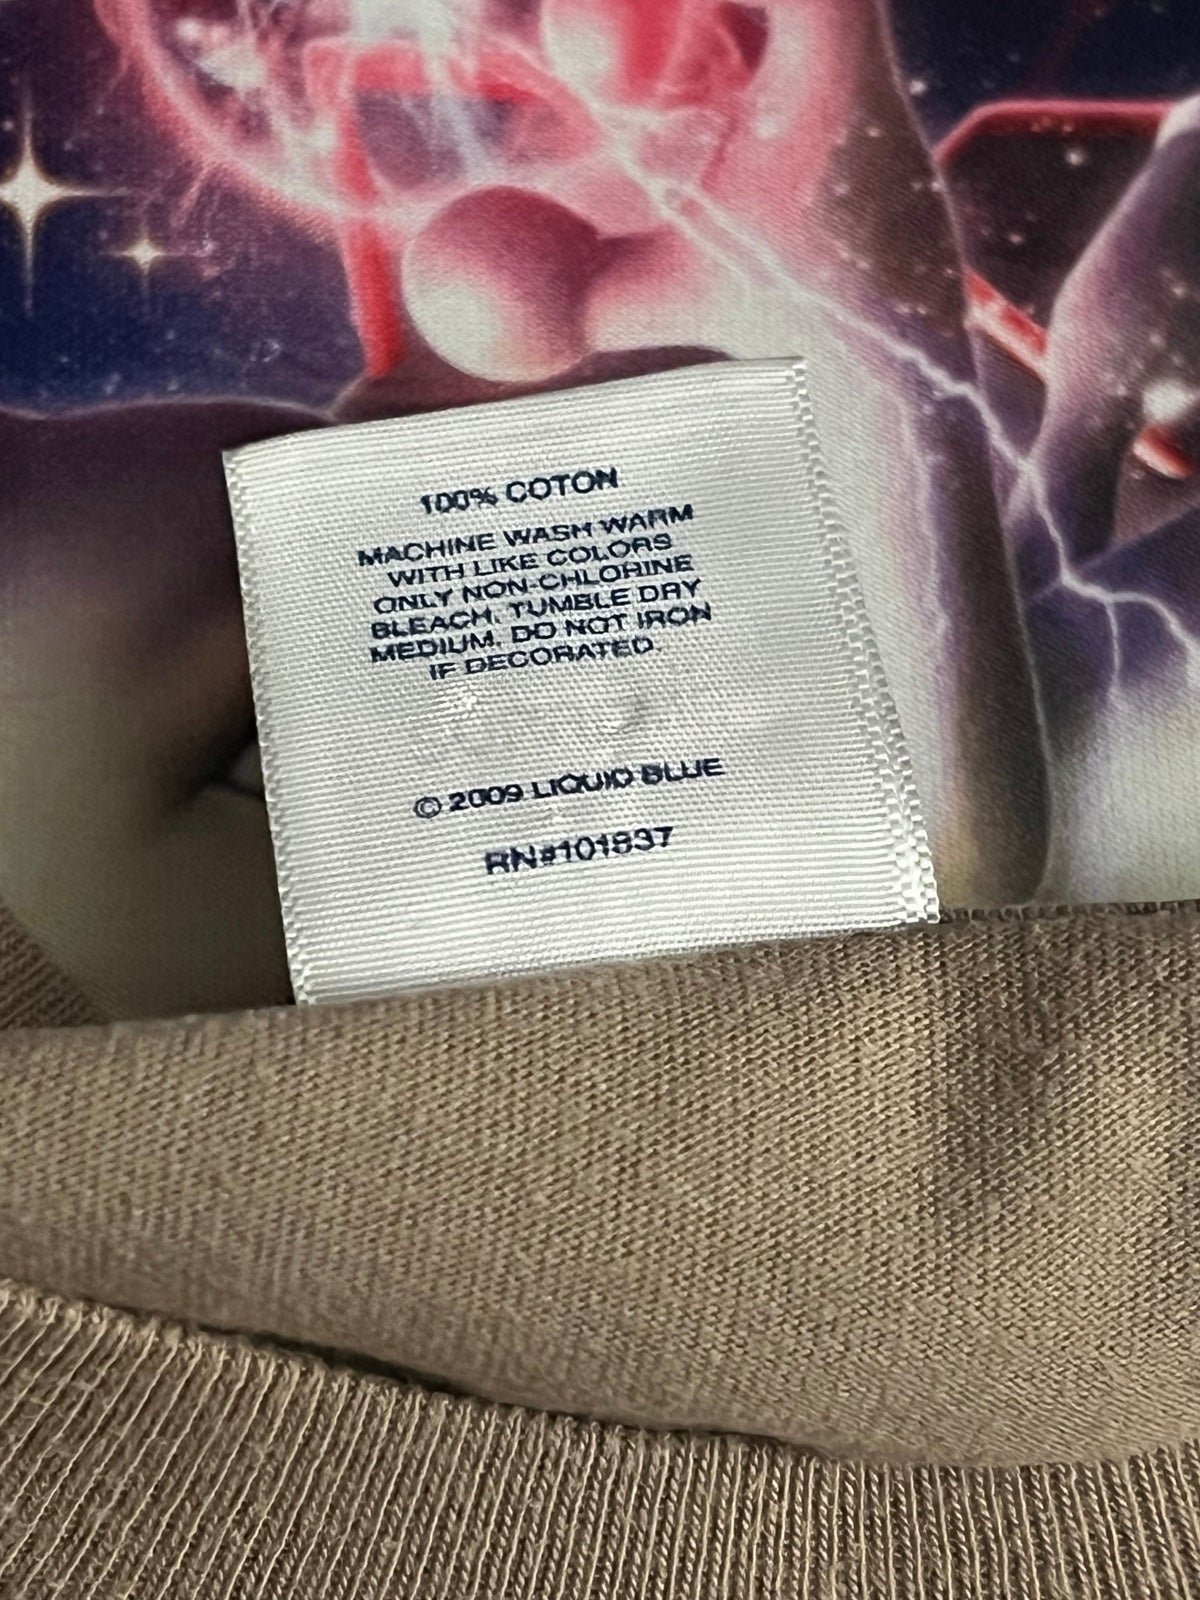 100% COTON
MACHINE WASH WARM
WITH LIKE COLORS
ONLY NON-CHLORINE
BLEACH. TUMBLE DRY
MEDIUM. DO NOT IRON
IF DECORATED.
© 2009 LIQUID BLUE
RN#101837